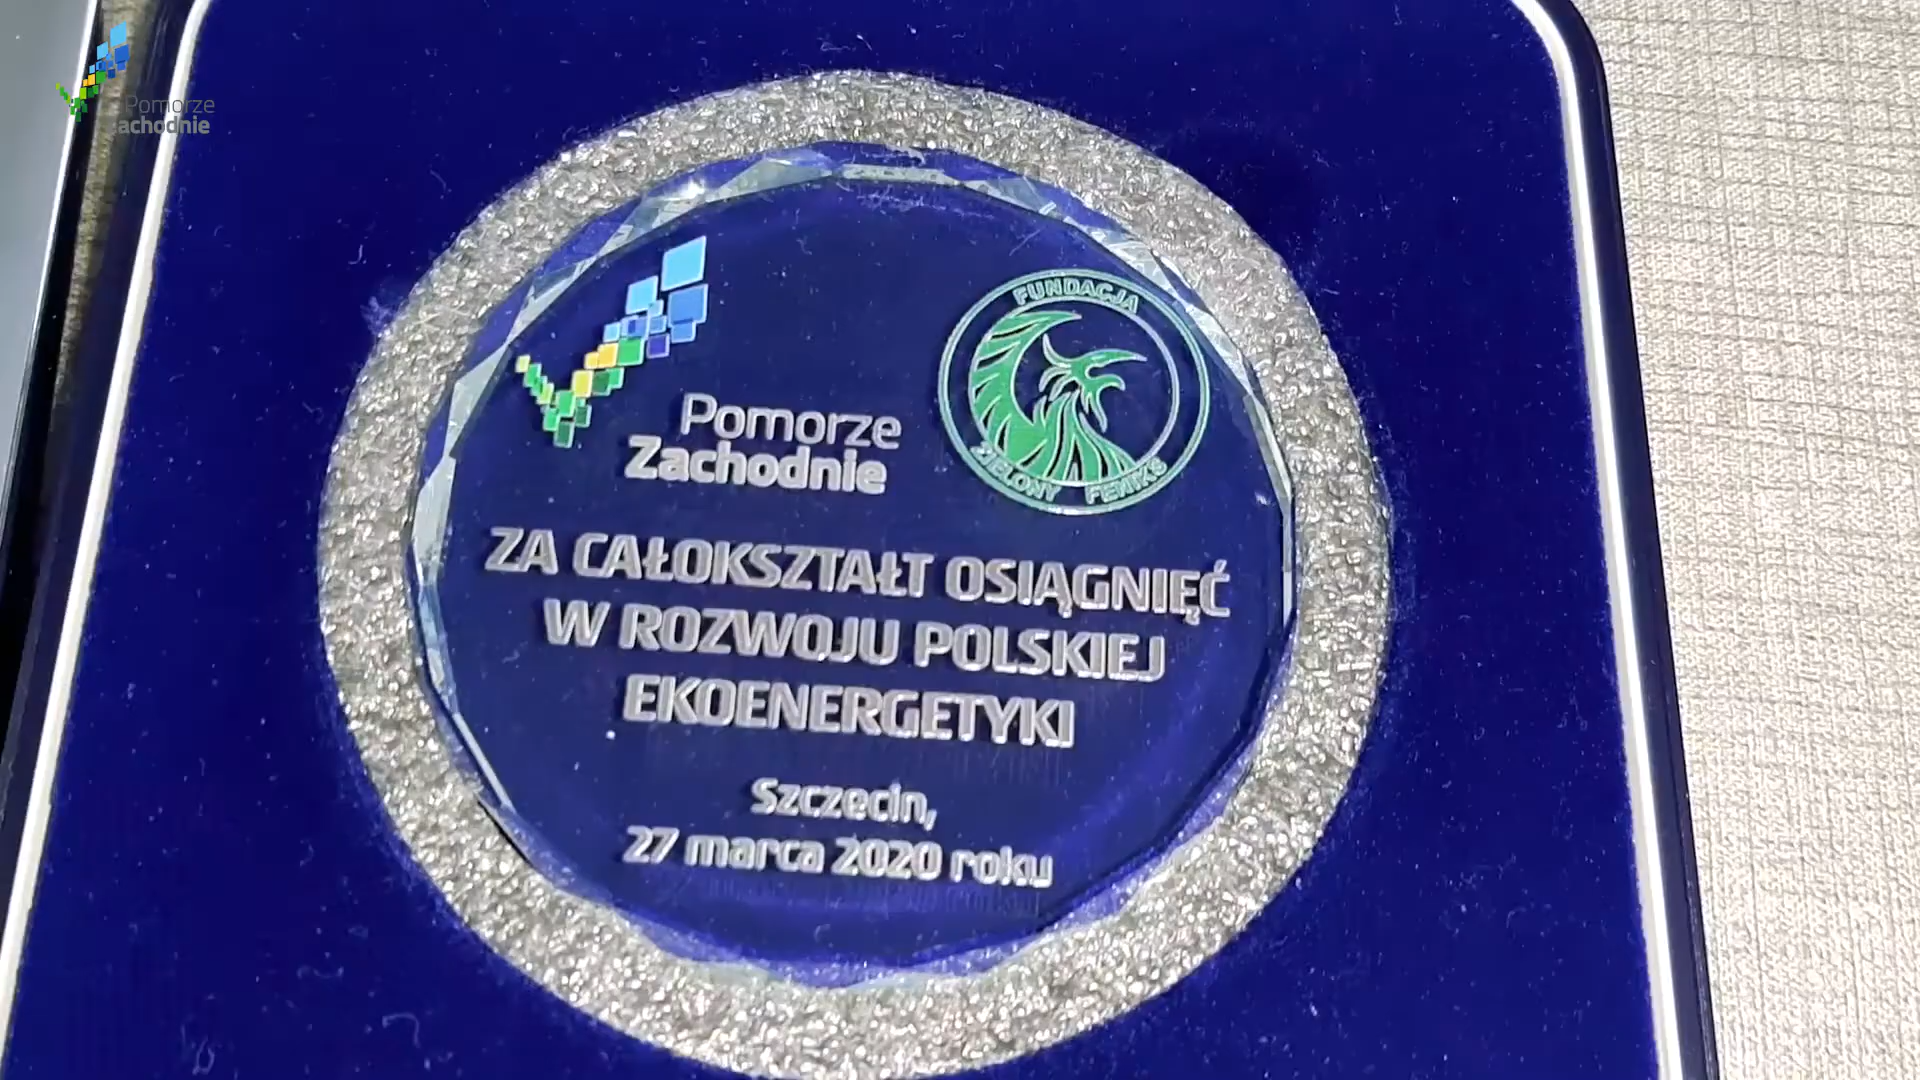 Pomorze
Zachodnie
Pomorze
Zachodnie
FUNDACJA
ZIELONY FENIKS
ZA CAŁOKSZTAŁT OSIĄGNIĘĆ
W ROZWOJU POLSKIEJ
EKOENERGETYKI
Szczecin,
27 marca 2020 roku